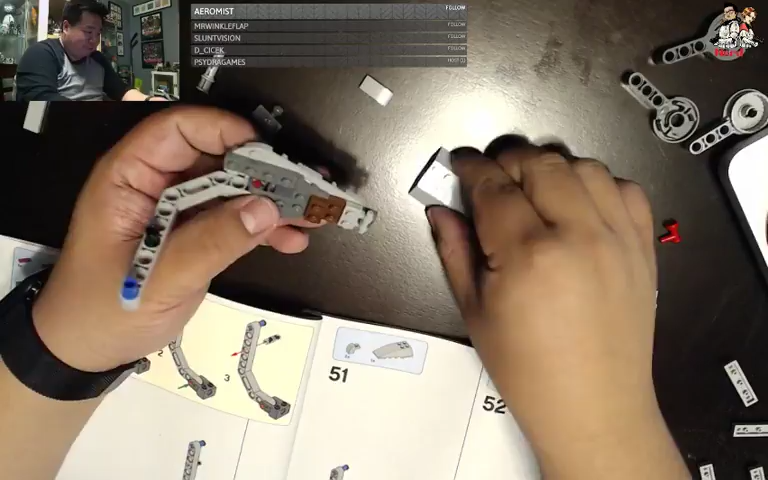 AEROMIST FOLLOW
MRWINKLEFLAP FOLLOW
SLUNTVISION FOLLOW
D_CICEK FOLLOW
PSYDRAGAMES
2
3
51
52